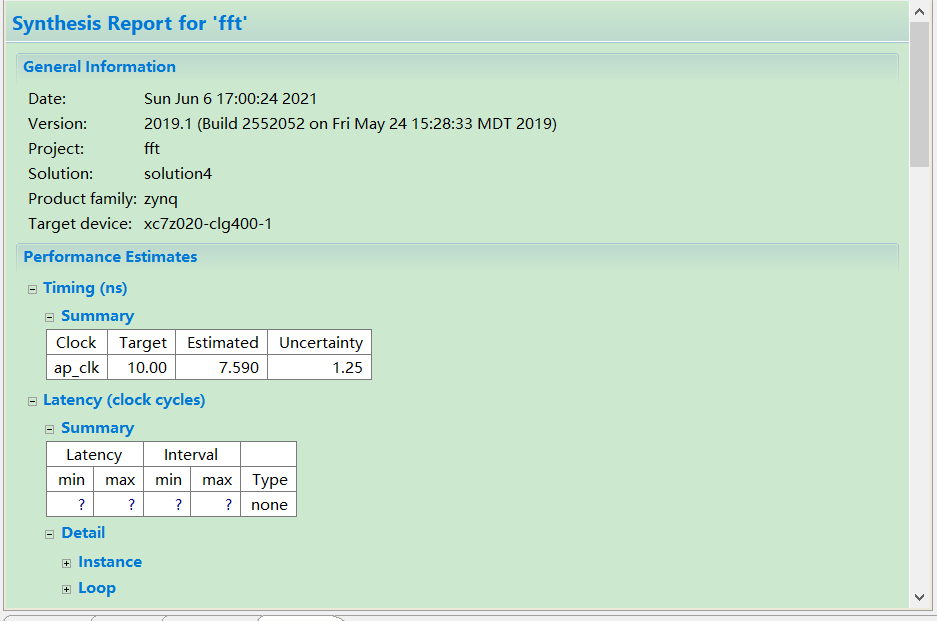 Synthesis Report for 'fft'
General Information
Date: Sun Jun 6 17:00:24 2021
Version: 2019.1 (Build 2552052 on Fri May 24 15:28:33 MDT 2019)
Project: fft
Solution: solution4
Product family: zynq
Target device: xc7z020-clg400-1
Performance Estimates
Timing (ns)
Summary
Clock Target Estimated Uncertainty
ap_clk 10.00 7.590 1.25
Latency (clock cycles)
Summary
Latency Interval
min max min max Type
? ? ? ? none
Detail
Instance
Loop